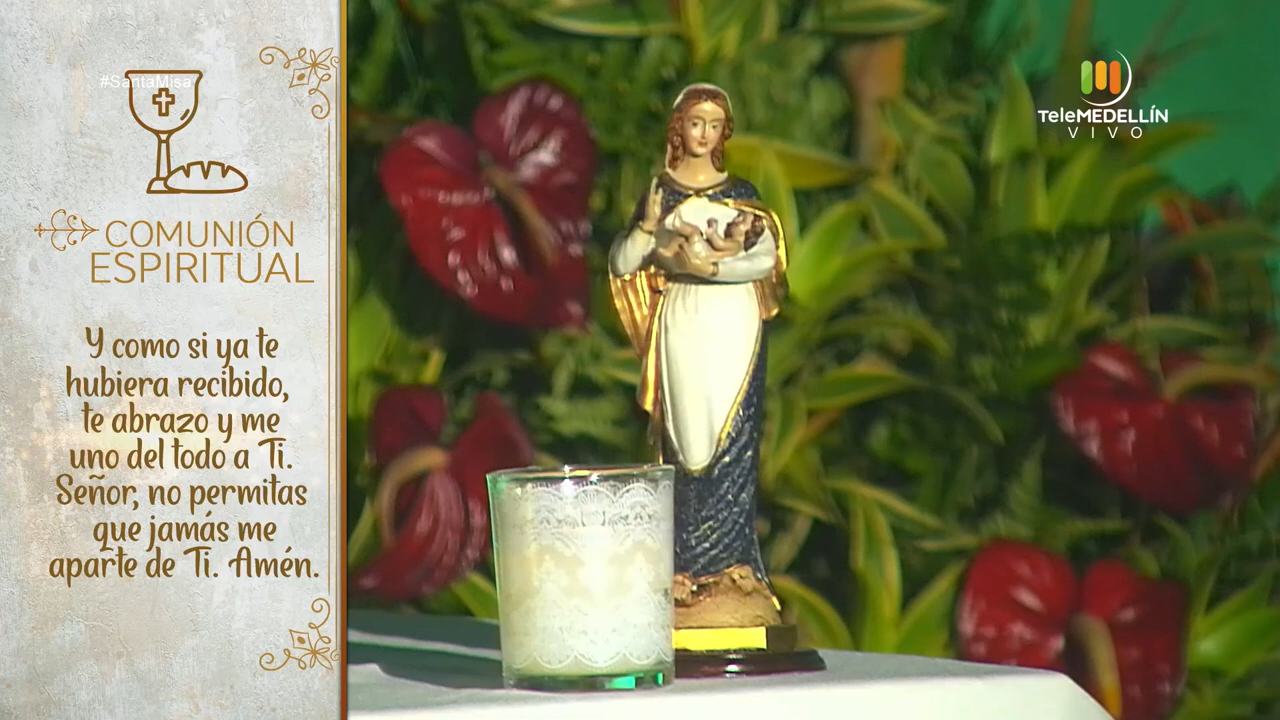 #SantaMisa
COMUNIÓN
ESPIRITUAL
Y como si ya te
hubiera recibido,
te abrazo y me
uno del todo a Ti.
Señor, no permitas
que jamás me
aparte de Ti. Amén.
TeleMEDELLÍN
VIVO